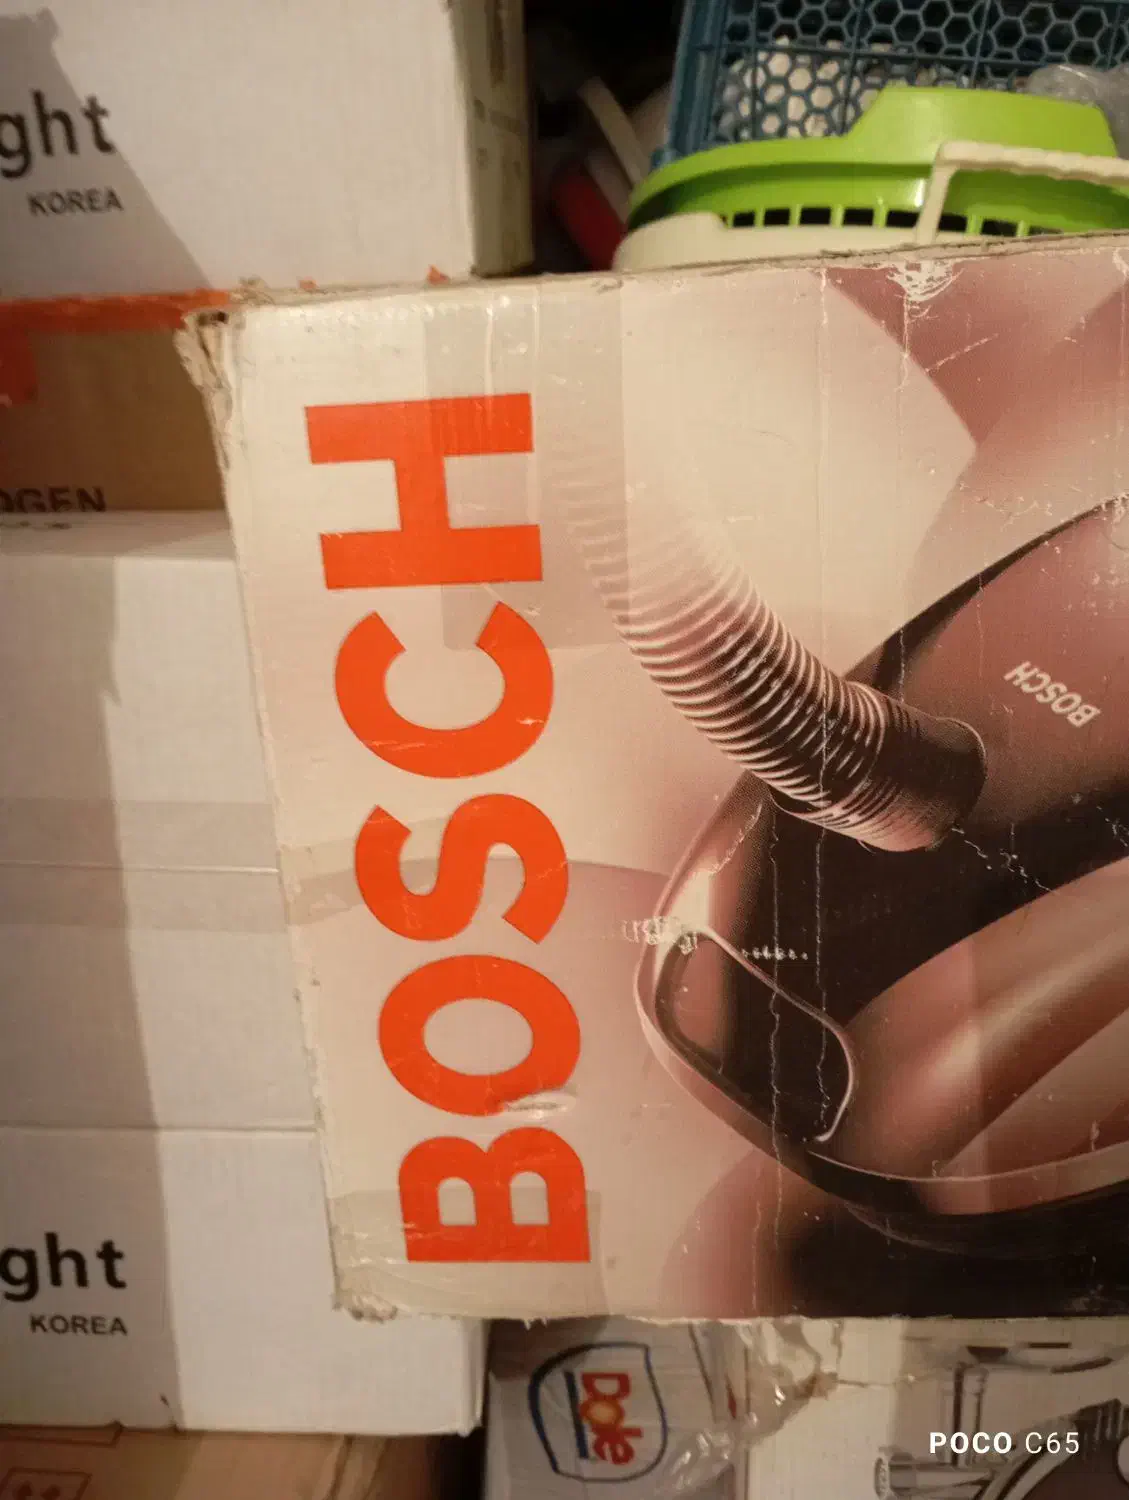 ght
KOREA
OGEN
BOSCH
BOSCH
ght
KOREA
Dole
POCO C65